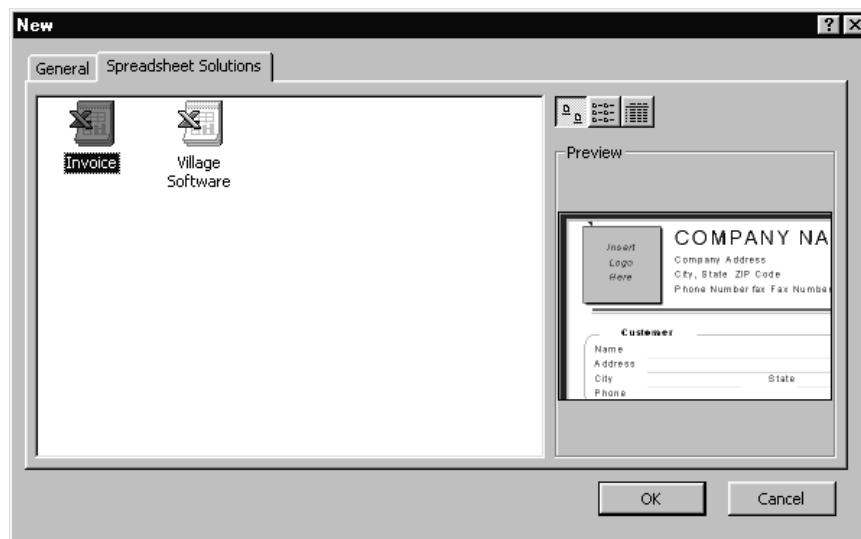 New
General
Spreadsheet Solutions
Invoice
Village
Software
Preview
Insert
Logo
Here
COMPANY NA
Company Address
City, State ZIP Code
Phone Number fax Fax Number
Customer
Name
Address
City
State
Phone
OK
Cancel